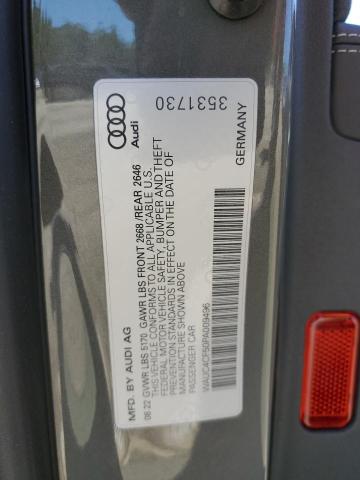 Audi
3531730
MFD. BY AUDI AG
GERMANY
06 22 GVWR LBS 5170 GAWR LBS FRONT 2668 /REAR 2646
THIS VEHICLE CONFORMS TO ALL APPLICABLE U.S.
FEDERAL MOTOR VEHICLE SAFETY, BUMPER AND THEFT
PREVENTION STANDARDS IN EFFECT ON THE DATE OF
MANUFACTURE SHOWN ABOVE
PASSENGER CAR
WAUC4CF50PA009496